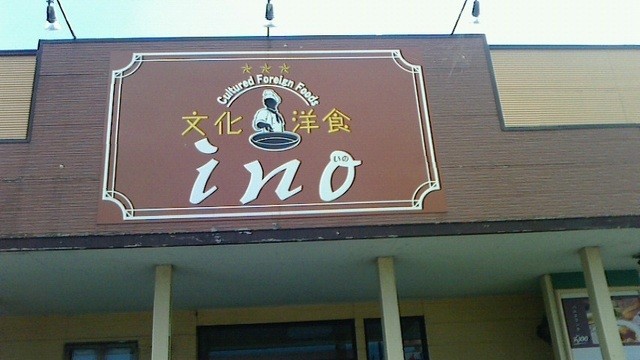 ★ ★ ★
Cultured Foreign Foods
文化 洋食
ino
いの